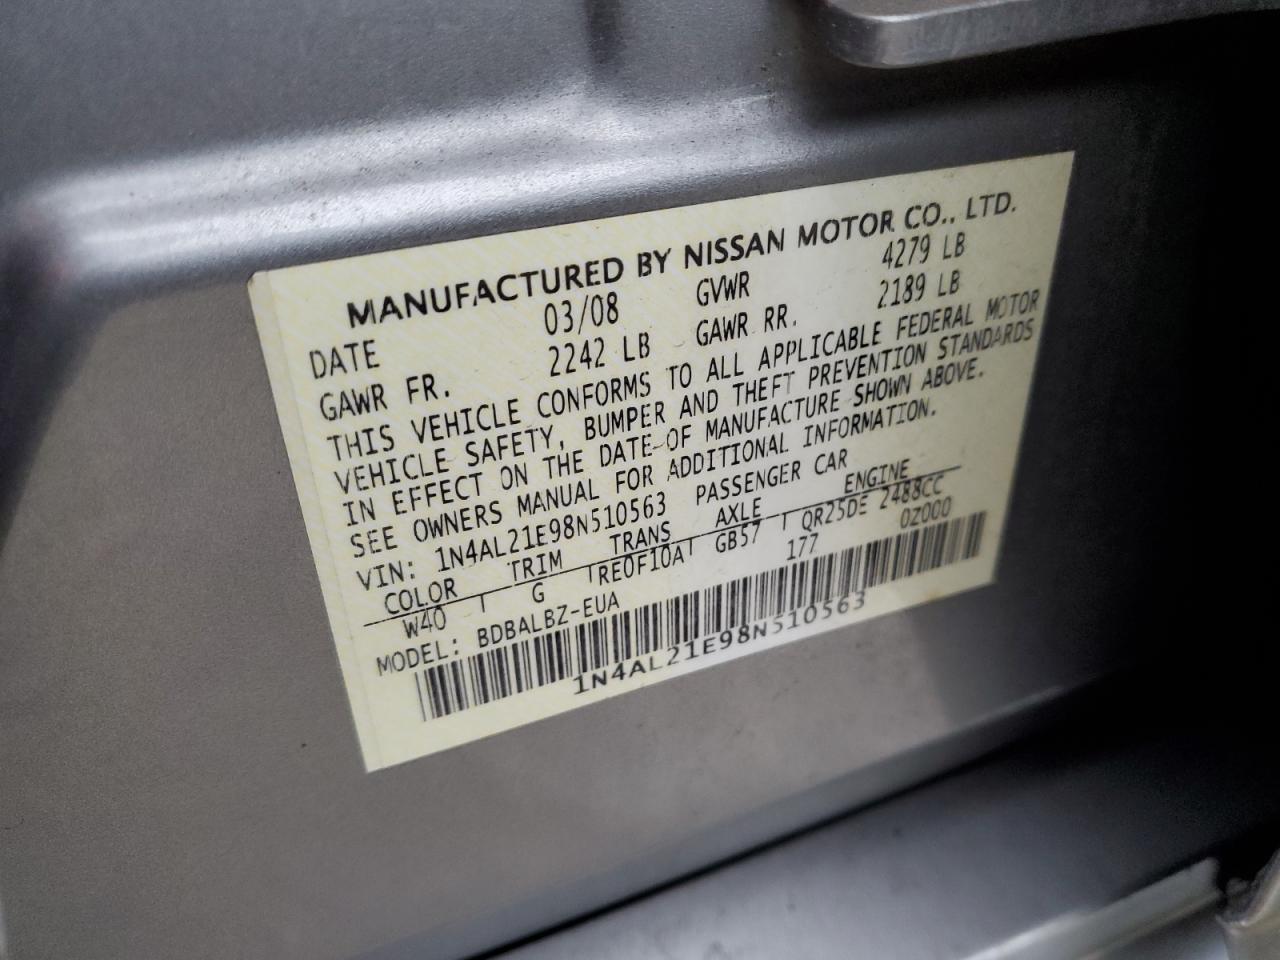 MANUFACTURED BY NISSAN MOTOR CO., LTD.
DATE 03/08 GVWR 4279 LB
GAWR FR. 2242 LB GAWR RR. 2189 LB
THIS VEHICLE CONFORMS TO ALL APPLICABLE FEDERAL MOTOR
VEHICLE SAFETY, BUMPER AND THEFT PREVENTION STANDARDS
IN EFFECT ON THE DATE OF MANUFACTURE SHOWN ABOVE.
SEE OWNERS MANUAL FOR ADDITIONAL INFORMATION.
VIN: 1N4AL21E98N510563 PASSENGER CAR
COLOR TRIM TRANS AXLE ENGINE
W40 G RE0F10A GB57 QR25DE 2488CC
MODEL: BDBALBZ-EUA 177 0Z000
1N4AL21E98N510563